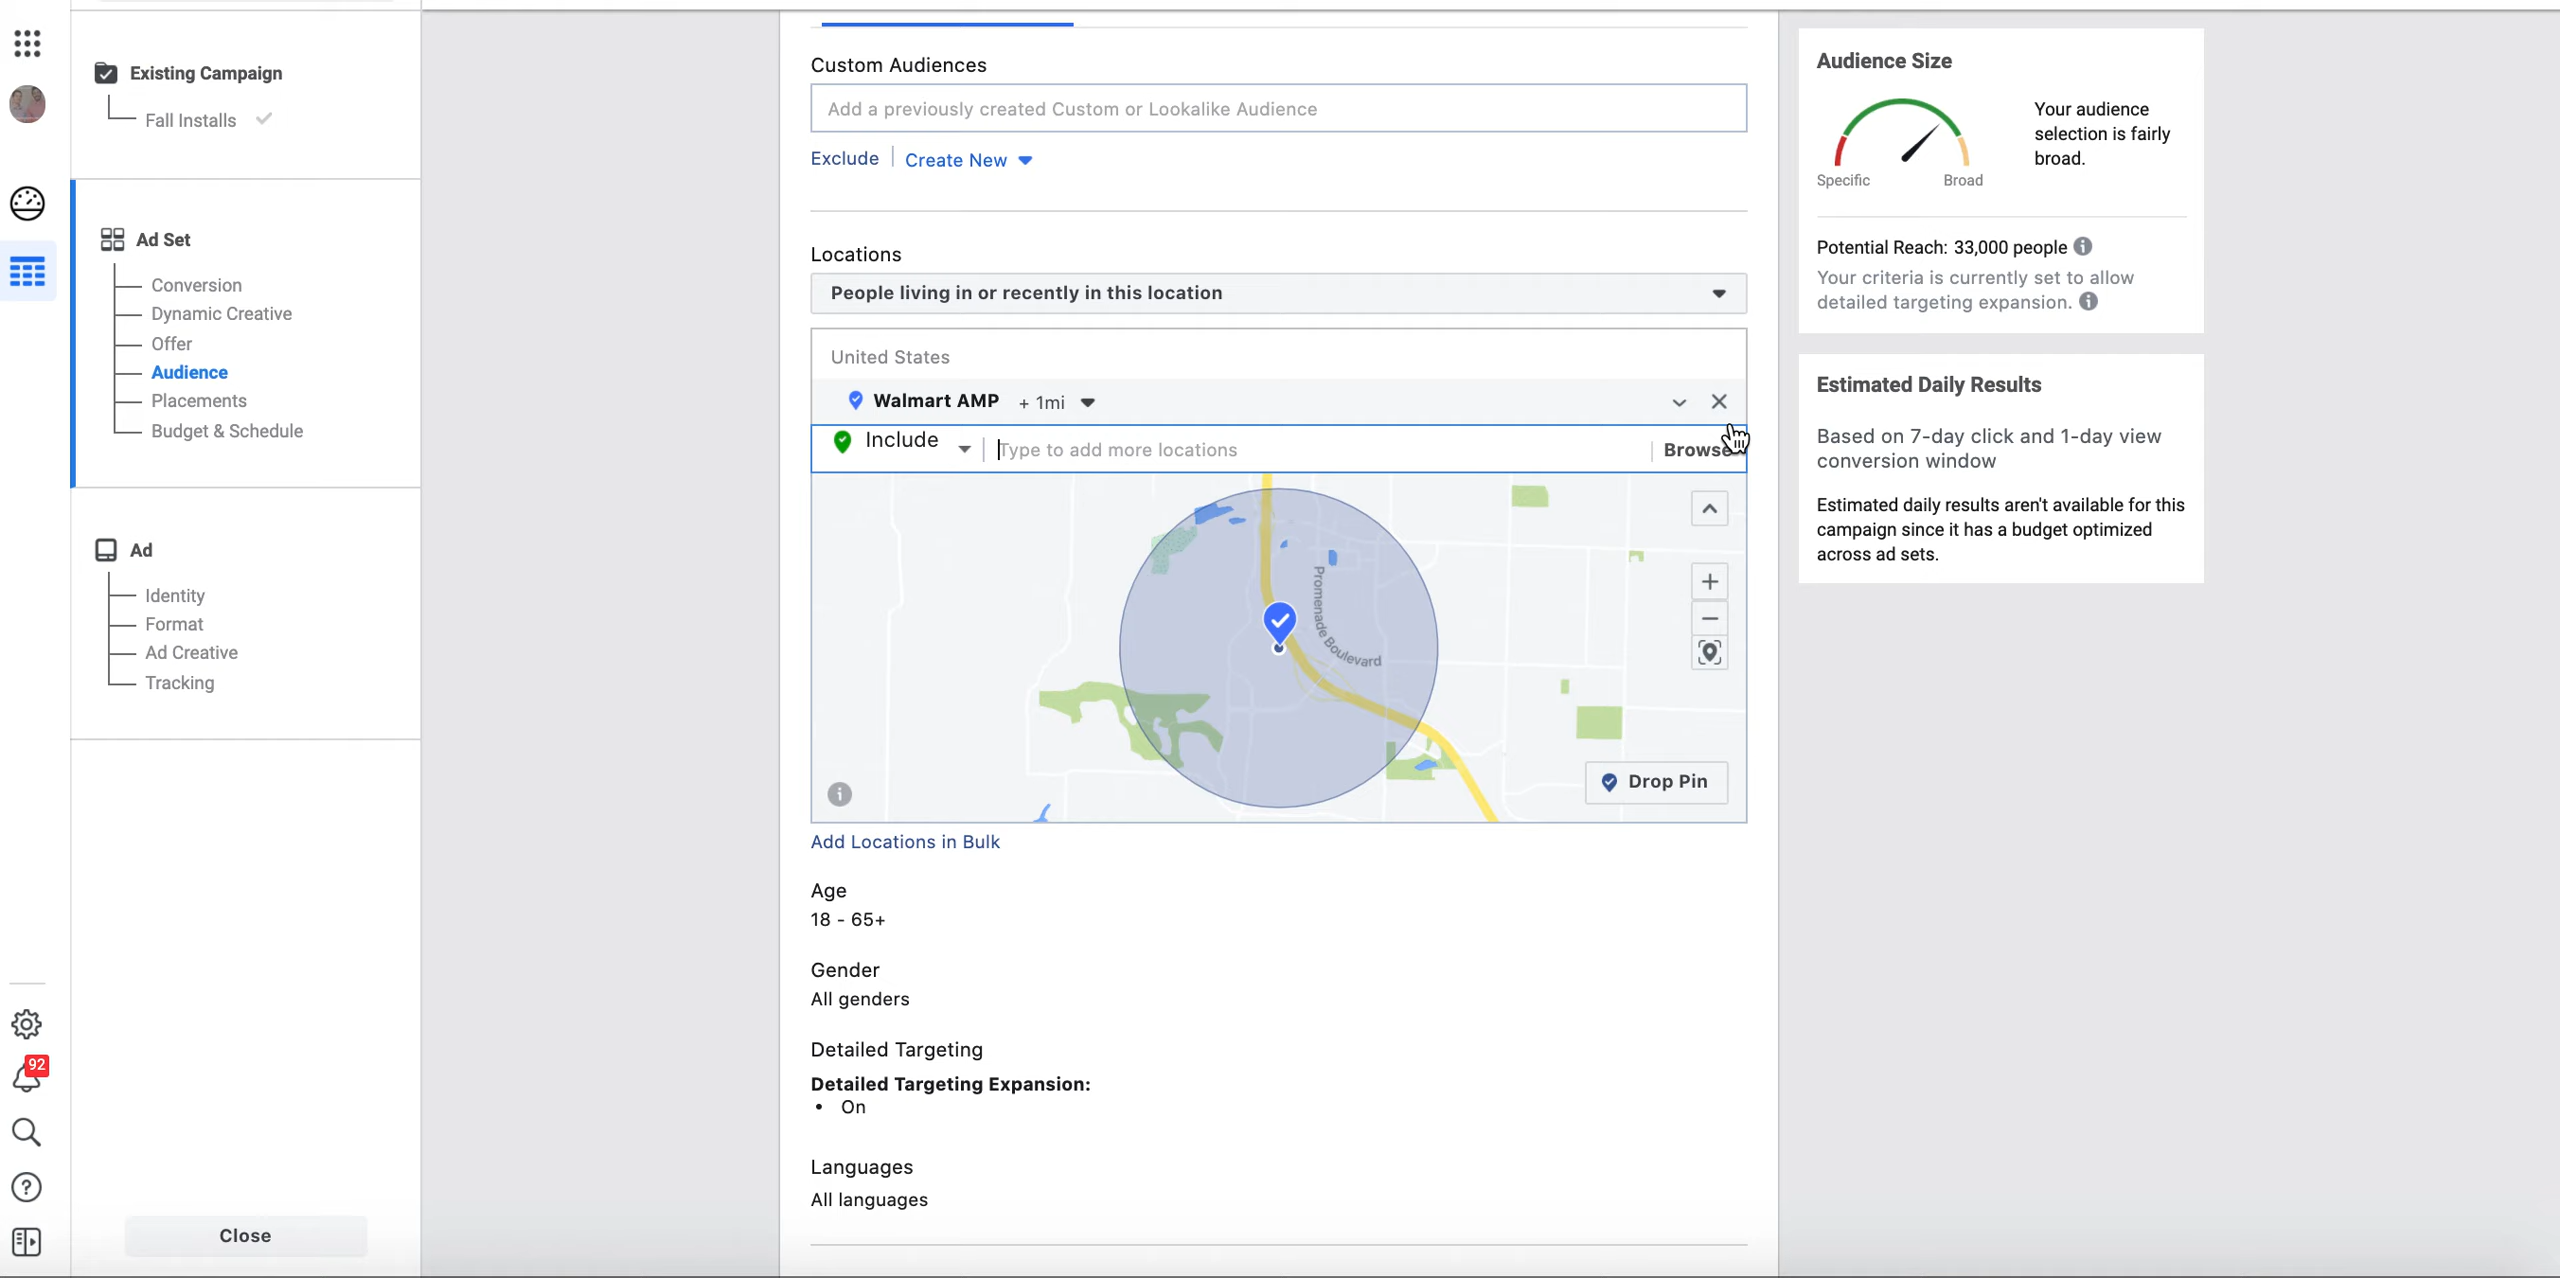 Existing Campaign
Fall Installs
Ad Set
Conversion
Dynamic Creative
Offer
Audience
Placements
Budget & Schedule
Ad
Identity
Format
Ad Creative
Tracking
92
Close
Custom Audiences
Add a previously created Custom or Lookalike Audience
Exclude
Create New
Locations
People living in or recently in this location
United States
Walmart AMP + 1mi
Include
Type to add more locations
Browse
Promenade Boulevard
Drop Pin
Add Locations in Bulk
Age
18 - 65+
Gender
All genders
Detailed Targeting
Detailed Targeting Expansion:
• On
Languages
All languages
Audience Size
Specific
Broad
Your audience
selection is fairly
broad.
Potential Reach: 33,000 people
Your criteria is currently set to allow
detailed targeting expansion.
Estimated Daily Results
Based on 7-day click and 1-day view
conversion window
Estimated daily results aren't available for this
campaign since it has a budget optimized
across ad sets.